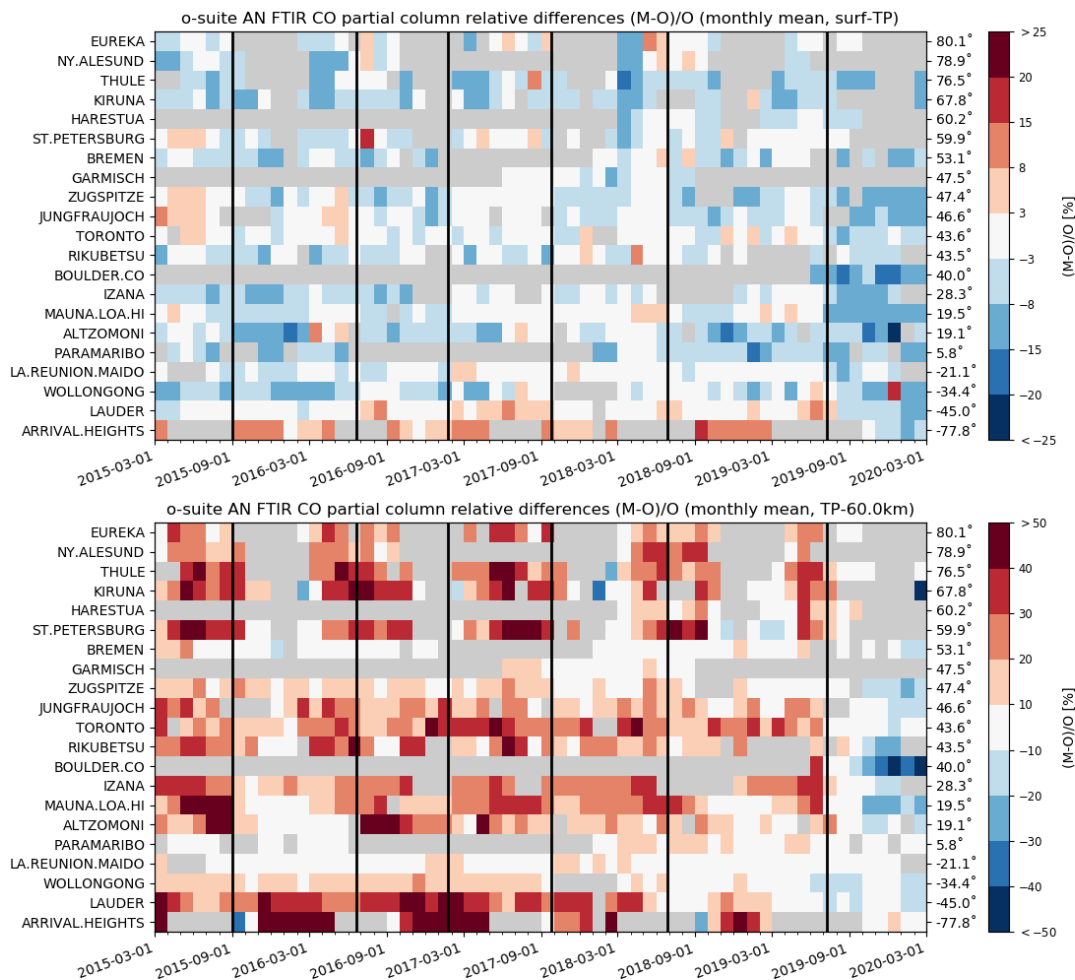 o-suite AN FTIR CO partial column relative differences (M-O)/O (monthly mean, surf-TP)
EUREKA 80.1°
NY.ALESUND 78.9°
THULE 76.5°
KIRUNA 67.8°
HARESTUA 60.2°
ST.PETERSBURG 59.9°
BREMEN 53.1°
GARMISCH 47.5°
ZUGSPITZE 47.4°
JUNGFRAUJOCH 46.6°
TORONTO 43.6°
RIKUBETSU 43.5°
BOULDER.CO 40.0°
IZANA 28.3°
MAUNA.LOA.HI 19.5°
ALTZOMONI 19.1°
PARAMARIBO 5.8°
LA.REUNION.MAIDO -21.1°
WOLLONGONG -34.4°
LAUDER -45.0°
ARRIVAL.HEIGHTS -77.8°
2015-03-01 2015-09-01 2016-03-01 2016-09-01 2017-03-01 2017-09-01 2018-03-01 2018-09-01 2019-03-01 2019-09-01 2020-03-01
> 25
20
15
8
3
−3
−8
−15
−20
< −25
(M-O)/O [%]
o-suite AN FTIR CO partial column relative differences (M-O)/O (monthly mean, TP-60.0km)
EUREKA 80.1°
NY.ALESUND 78.9°
THULE 76.5°
KIRUNA 67.8°
HARESTUA 60.2°
ST.PETERSBURG 59.9°
BREMEN 53.1°
GARMISCH 47.5°
ZUGSPITZE 47.4°
JUNGFRAUJOCH 46.6°
TORONTO 43.6°
RIKUBETSU 43.5°
BOULDER.CO 40.0°
IZANA 28.3°
MAUNA.LOA.HI 19.5°
ALTZOMONI 19.1°
PARAMARIBO 5.8°
LA.REUNION.MAIDO -21.1°
WOLLONGONG -34.4°
LAUDER -45.0°
ARRIVAL.HEIGHTS -77.8°
2015-03-01 2015-09-01 2016-03-01 2016-09-01 2017-03-01 2017-09-01 2018-03-01 2018-09-01 2019-03-01 2019-09-01 2020-03-01
> 50
40
30
20
10
−10
−20
−30
−40
< −50
(M-O)/O [%]